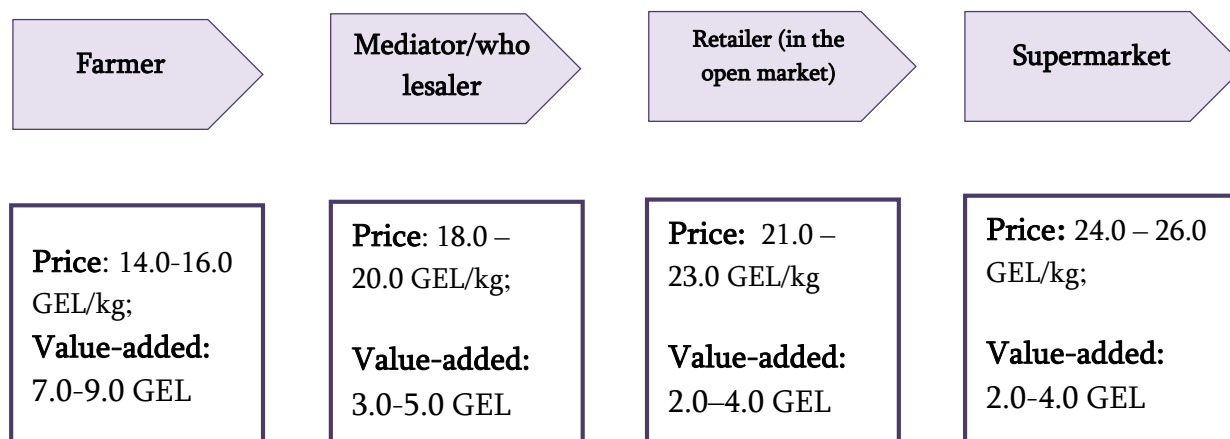 Farmer
Mediator/who
lesaler
Retailer (in the
open market)
Supermarket
Price: 14.0-16.0
GEL/kg;
Value-added:
7.0-9.0 GEL
Price: 18.0 –
20.0 GEL/kg;
Value-added:
3.0-5.0 GEL
Price:  21.0 –
23.0 GEL/kg
Value-added:
2.0–4.0 GEL
Price: 24.0 – 26.0
GEL/kg;
Value-added:
2.0-4.0 GEL